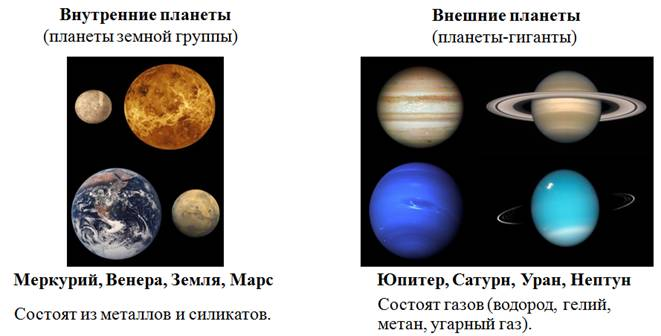 Внутренние планеты
(планеты земной группы)
Меркурий, Венера, Земля, Марс
Состоят из металлов и силикатов.
Внешние планеты
(планеты-гиганты)
Юпитер, Сатурн, Уран, Нептун
Состоят газов (водород, гелий,
метан, угарный газ).